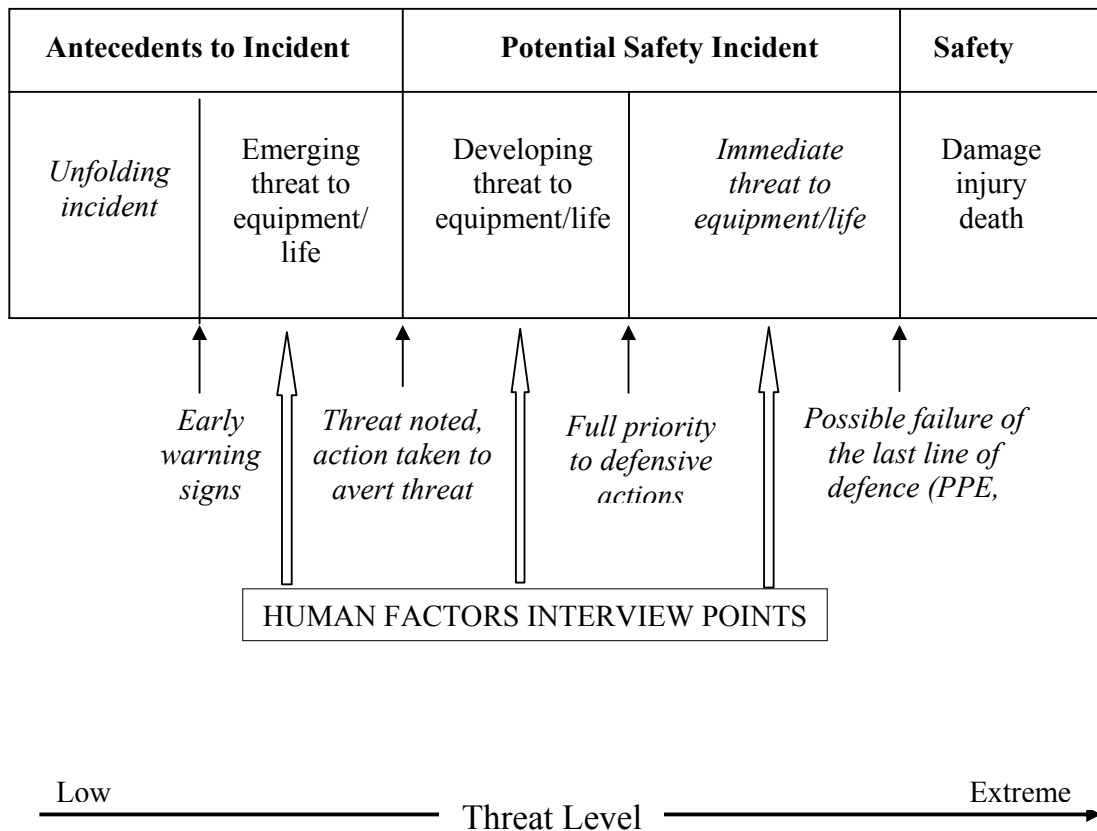 Antecedents to Incident
Potential Safety Incident
Safety
Unfolding
incident
Emerging
threat to
equipment/
life
Developing
threat to
equipment/life
Immediate
threat to
equipment/life
Damage
injury
death
Early
warning
signs
Threat noted,
action taken to
avert threat
Full priority
to defensive
actions
Possible failure of
the last line of
defence (PPE,
HUMAN FACTORS INTERVIEW POINTS
Low
Extreme
Threat Level